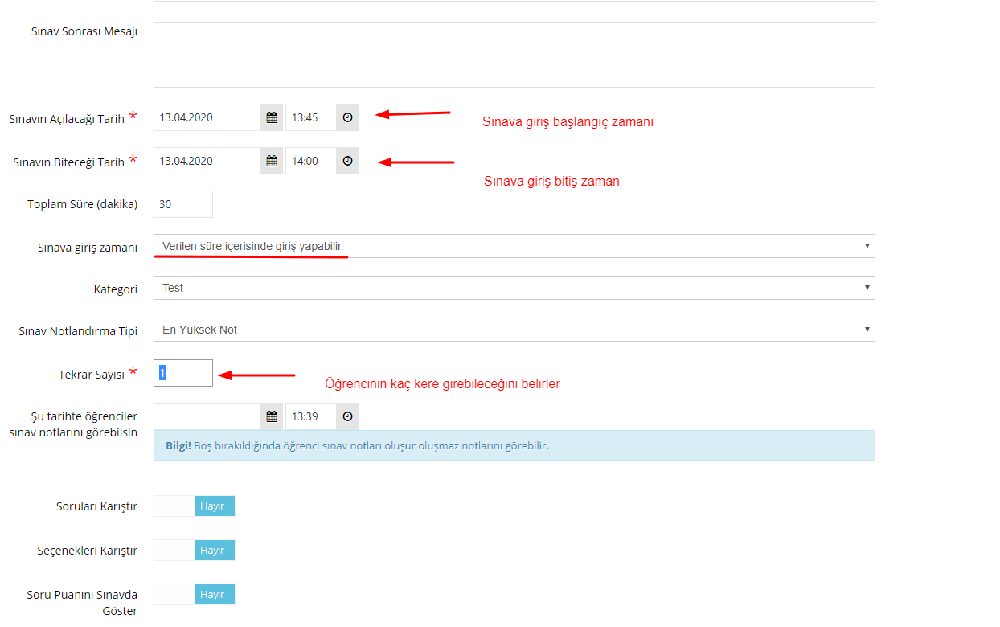 Sınav Sonrası Mesajı
Sınavın Açılacağı Tarih * 13.04.2020 13:45
Sınava giriş başlangıç zamanı
Sınavın Biteceği Tarih * 13.04.2020 14:00
Sınava giriş bitiş zaman
Toplam Süre (dakika) 30
Sınava giriş zamanı Verilen süre içerisinde giriş yapabilir.
Kategori Test
Sınav Notlandırma Tipi En Yüksek Not
Tekrar Sayısı * 1
Öğrencinin kaç kere girebileceğini belirler
Şu tarihte öğrenciler
sınav notlarını görebilsin
13:39
Bilgi! Boş bırakıldığında öğrenci sınav notları oluşur oluşmaz notlarını görebilir.
Soruları Karıştır Hayır
Seçenekleri Karıştır Hayır
Soru Puanını Sınavda
Göster
Hayır